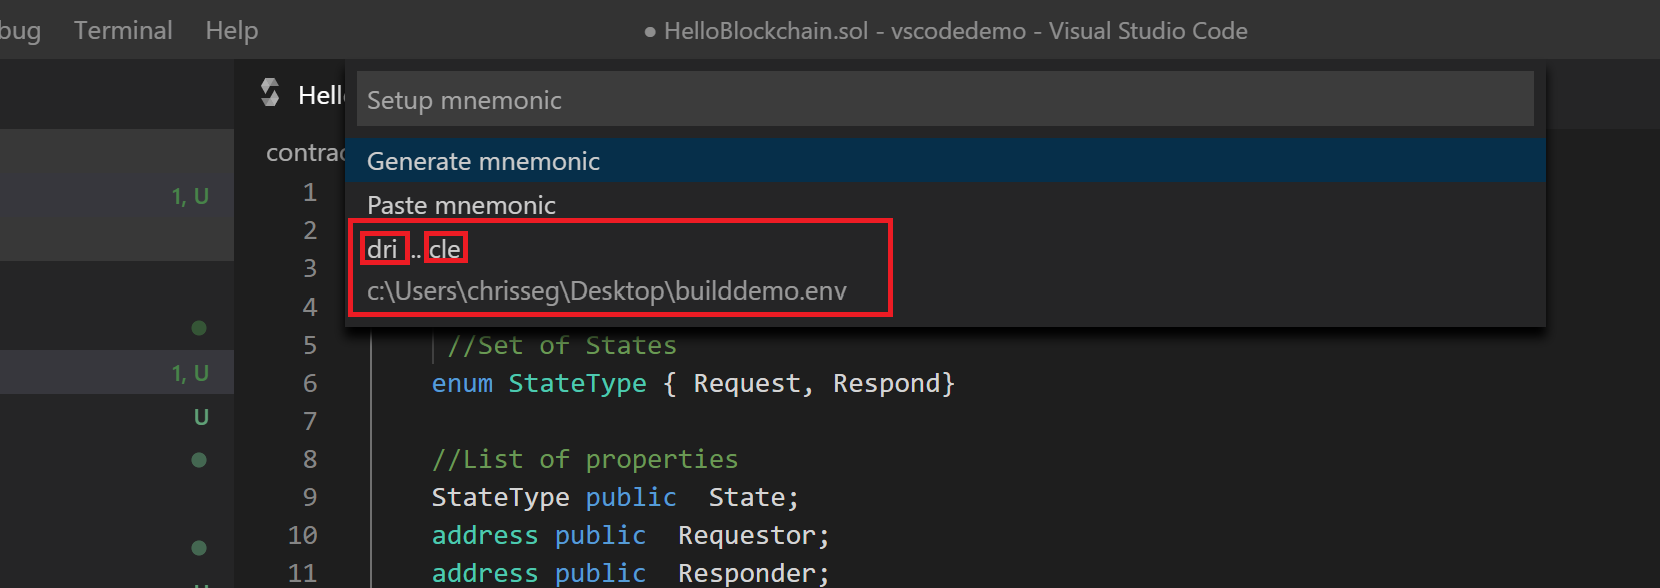 bug Terminal Help ● HelloBlockchain.sol - vscodedemo - Visual Studio Code
Hell
Setup mnemonic
Generate mnemonic
Paste mnemonic
dri ... cle
c:\Users\chrisseg\Desktop\builddemo.env
contrac
1, U
1, U
U
1
2
3
4
5 //Set of States
6 enum StateType { Request, Respond}
7
8 //List of properties
9 StateType public  State;
10 address public  Requestor;
11 address public  Responder;